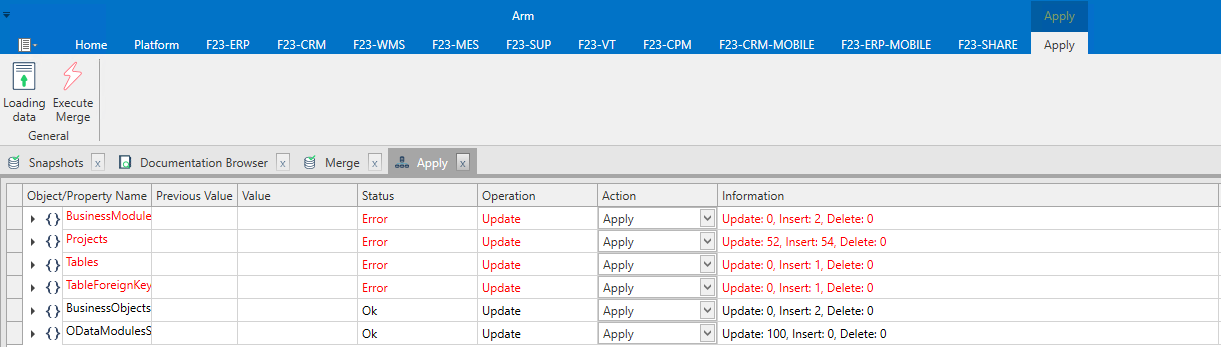 Arm
Apply
Home Platform F23-ERP F23-CRM F23-WMS F23-MES F23-SUP F23-VT F23-CPM F23-CRM-MOBILE F23-ERP-MOBILE F23-SHARE Apply
Loading data
Execute Merge
General
Snapshots x Documentation Browser x Merge x Apply x
Object/Property Name Previous Value Value Status Operation Action Information
{} BusinessModule Error Update Apply Update: 0, Insert: 2, Delete: 0
{} Projects Error Update Apply Update: 52, Insert: 54, Delete: 0
{} Tables Error Update Apply Update: 0, Insert: 1, Delete: 0
{} TableForeignKey Error Update Apply Update: 0, Insert: 1, Delete: 0
{} BusinessObjects Ok Update Apply Update: 0, Insert: 2, Delete: 0
{} ODataModulesS Ok Update Apply Update: 100, Insert: 0, Delete: 0